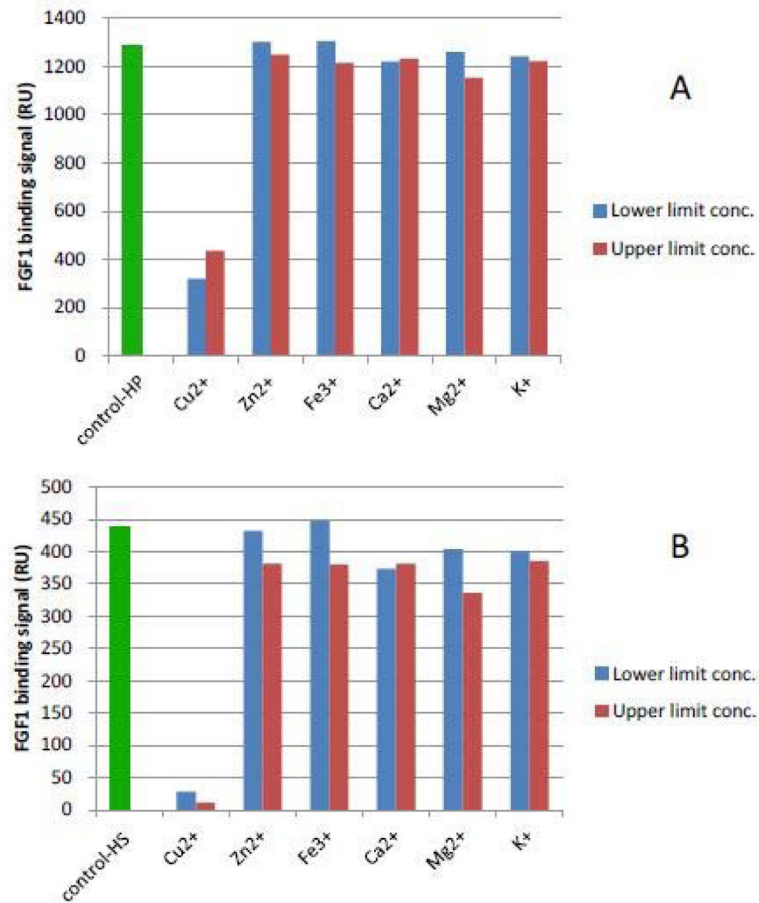 1400
1200
1000
800
600
400
200
0
FGF1 binding signal (RU)
control-HP
Cu2+
Zn2+
Fe3+
Ca2+
Mg2+
K+
A
Lower limit conc.
Upper limit conc.
500
450
400
350
300
250
200
150
100
50
0
FGF1 binding signal (RU)
control-HS
Cu2+
Zn2+
Fe3+
Ca2+
Mg2+
K+
B
Lower limit conc.
Upper limit conc.